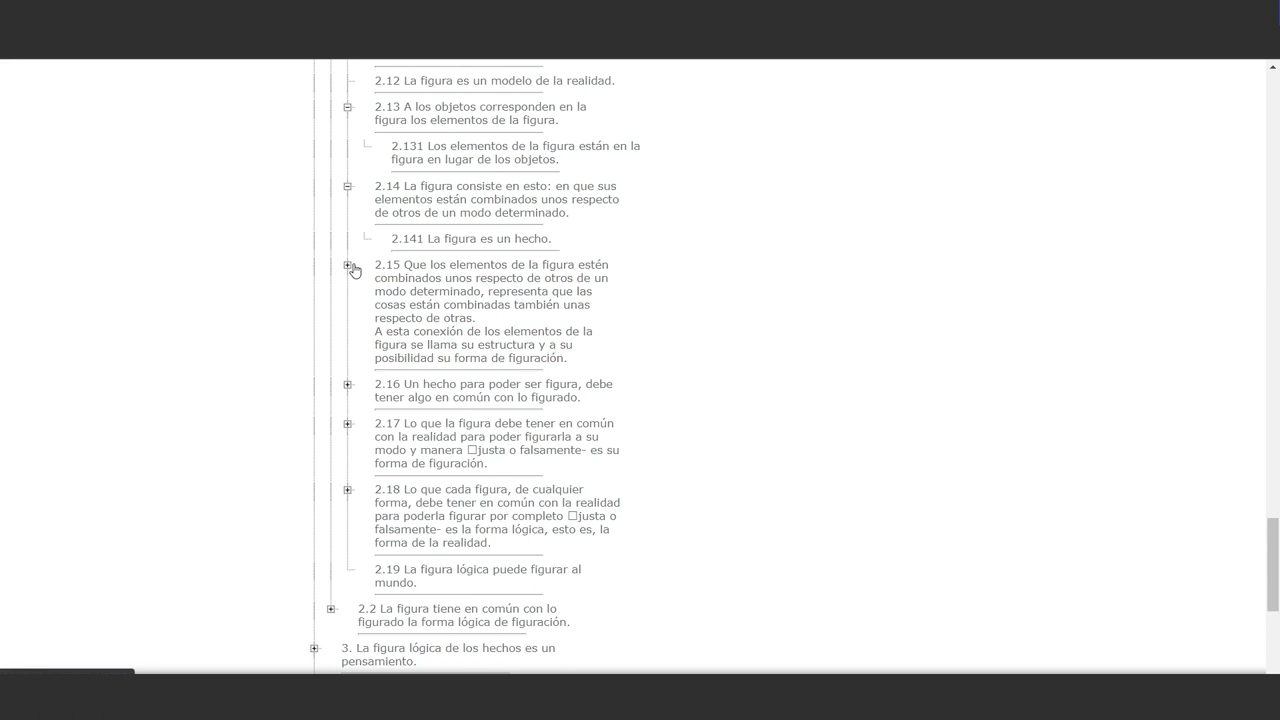 2.12 La figura es un modelo de la realidad.
2.13 A los objetos corresponden en la
figura los elementos de la figura.
2.131 Los elementos de la figura están en la
figura en lugar de los objetos.
2.14 La figura consiste en esto: en que sus
elementos están combinados unos respecto
de otros de un modo determinado.
2.141 La figura es un hecho.
2.15 Que los elementos de la figura estén
combinados unos respecto de otros de un
modo determinado, representa que las
cosas están combinadas también unas
respecto de otras.
A esta conexión de los elementos de la
figura se llama su estructura y a su
posibilidad su forma de figuración.
2.16 Un hecho para poder ser figura, debe
tener algo en común con lo figurado.
2.17 Lo que la figura debe tener en común
con la realidad para poder figurarla a su
modo y manera □justa o falsamente- es su
forma de figuración.
2.18 Lo que cada figura, de cualquier
forma, debe tener en común con la realidad
para poderla figurar por completo □justa o
falsamente- es la forma lógica, esto es, la
forma de la realidad.
2.19 La figura lógica puede figurar al
mundo.
2.2 La figura tiene en común con lo
figurado la forma lógica de figuración.
3. La figura lógica de los hechos es un
pensamiento.